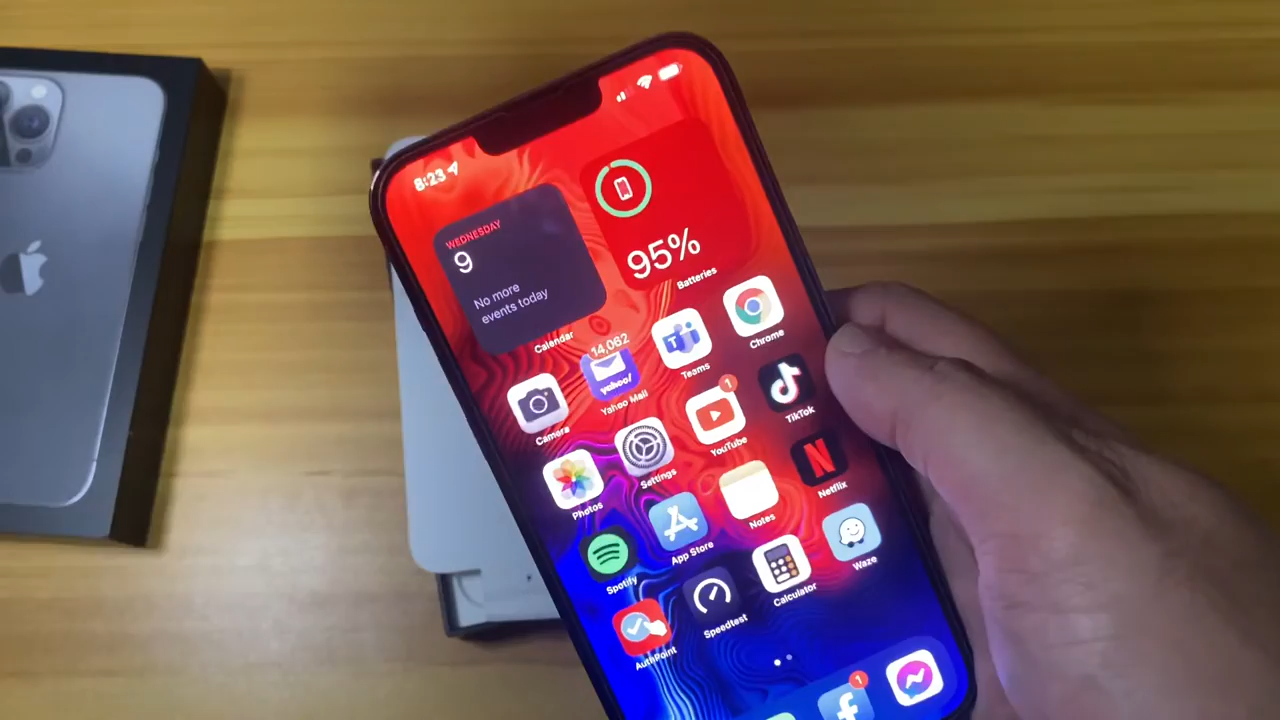 8:23
WEDNESDAY
9
No more
events today
Calendar
95%
Batteries
Camera
14,062
yahoo!
Yahoo Mail
T
Teams
Chrome
Photos
Settings
1
YouTube
TikTok
Spotify
App Store
Notes
N
Netflix
AuthPoint
Speedtest
Calculator
Waze
1
f